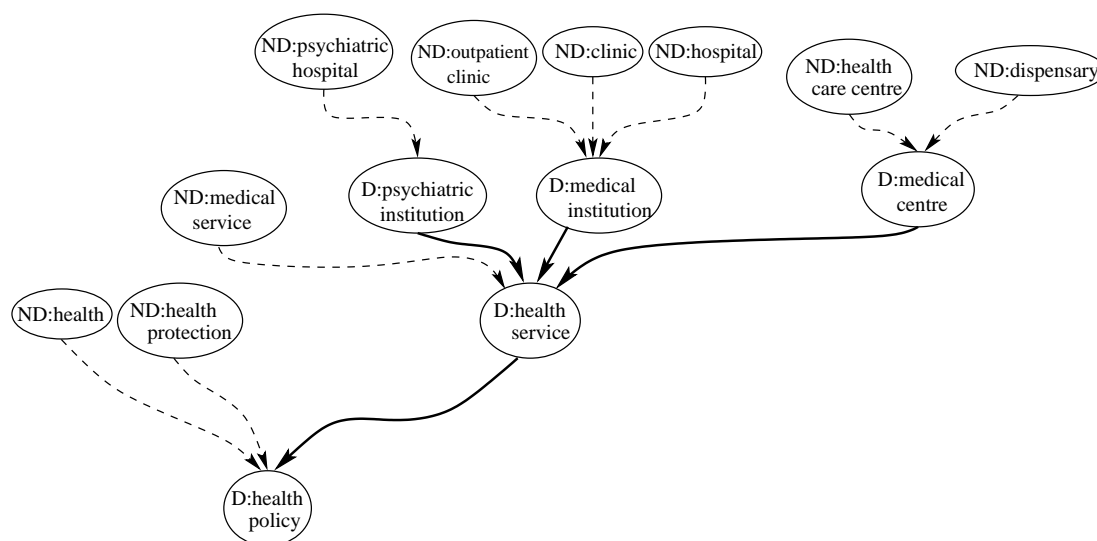 ND:psychiatric
hospital
ND:outpatient
clinic
ND:clinic
ND:hospital
ND:health
care centre
ND:dispensary
ND:medical
service
D:psychiatric
institution
D:medical
institution
D:medical
centre
ND:health
ND:health
protection
D:health
service
D:health
policy